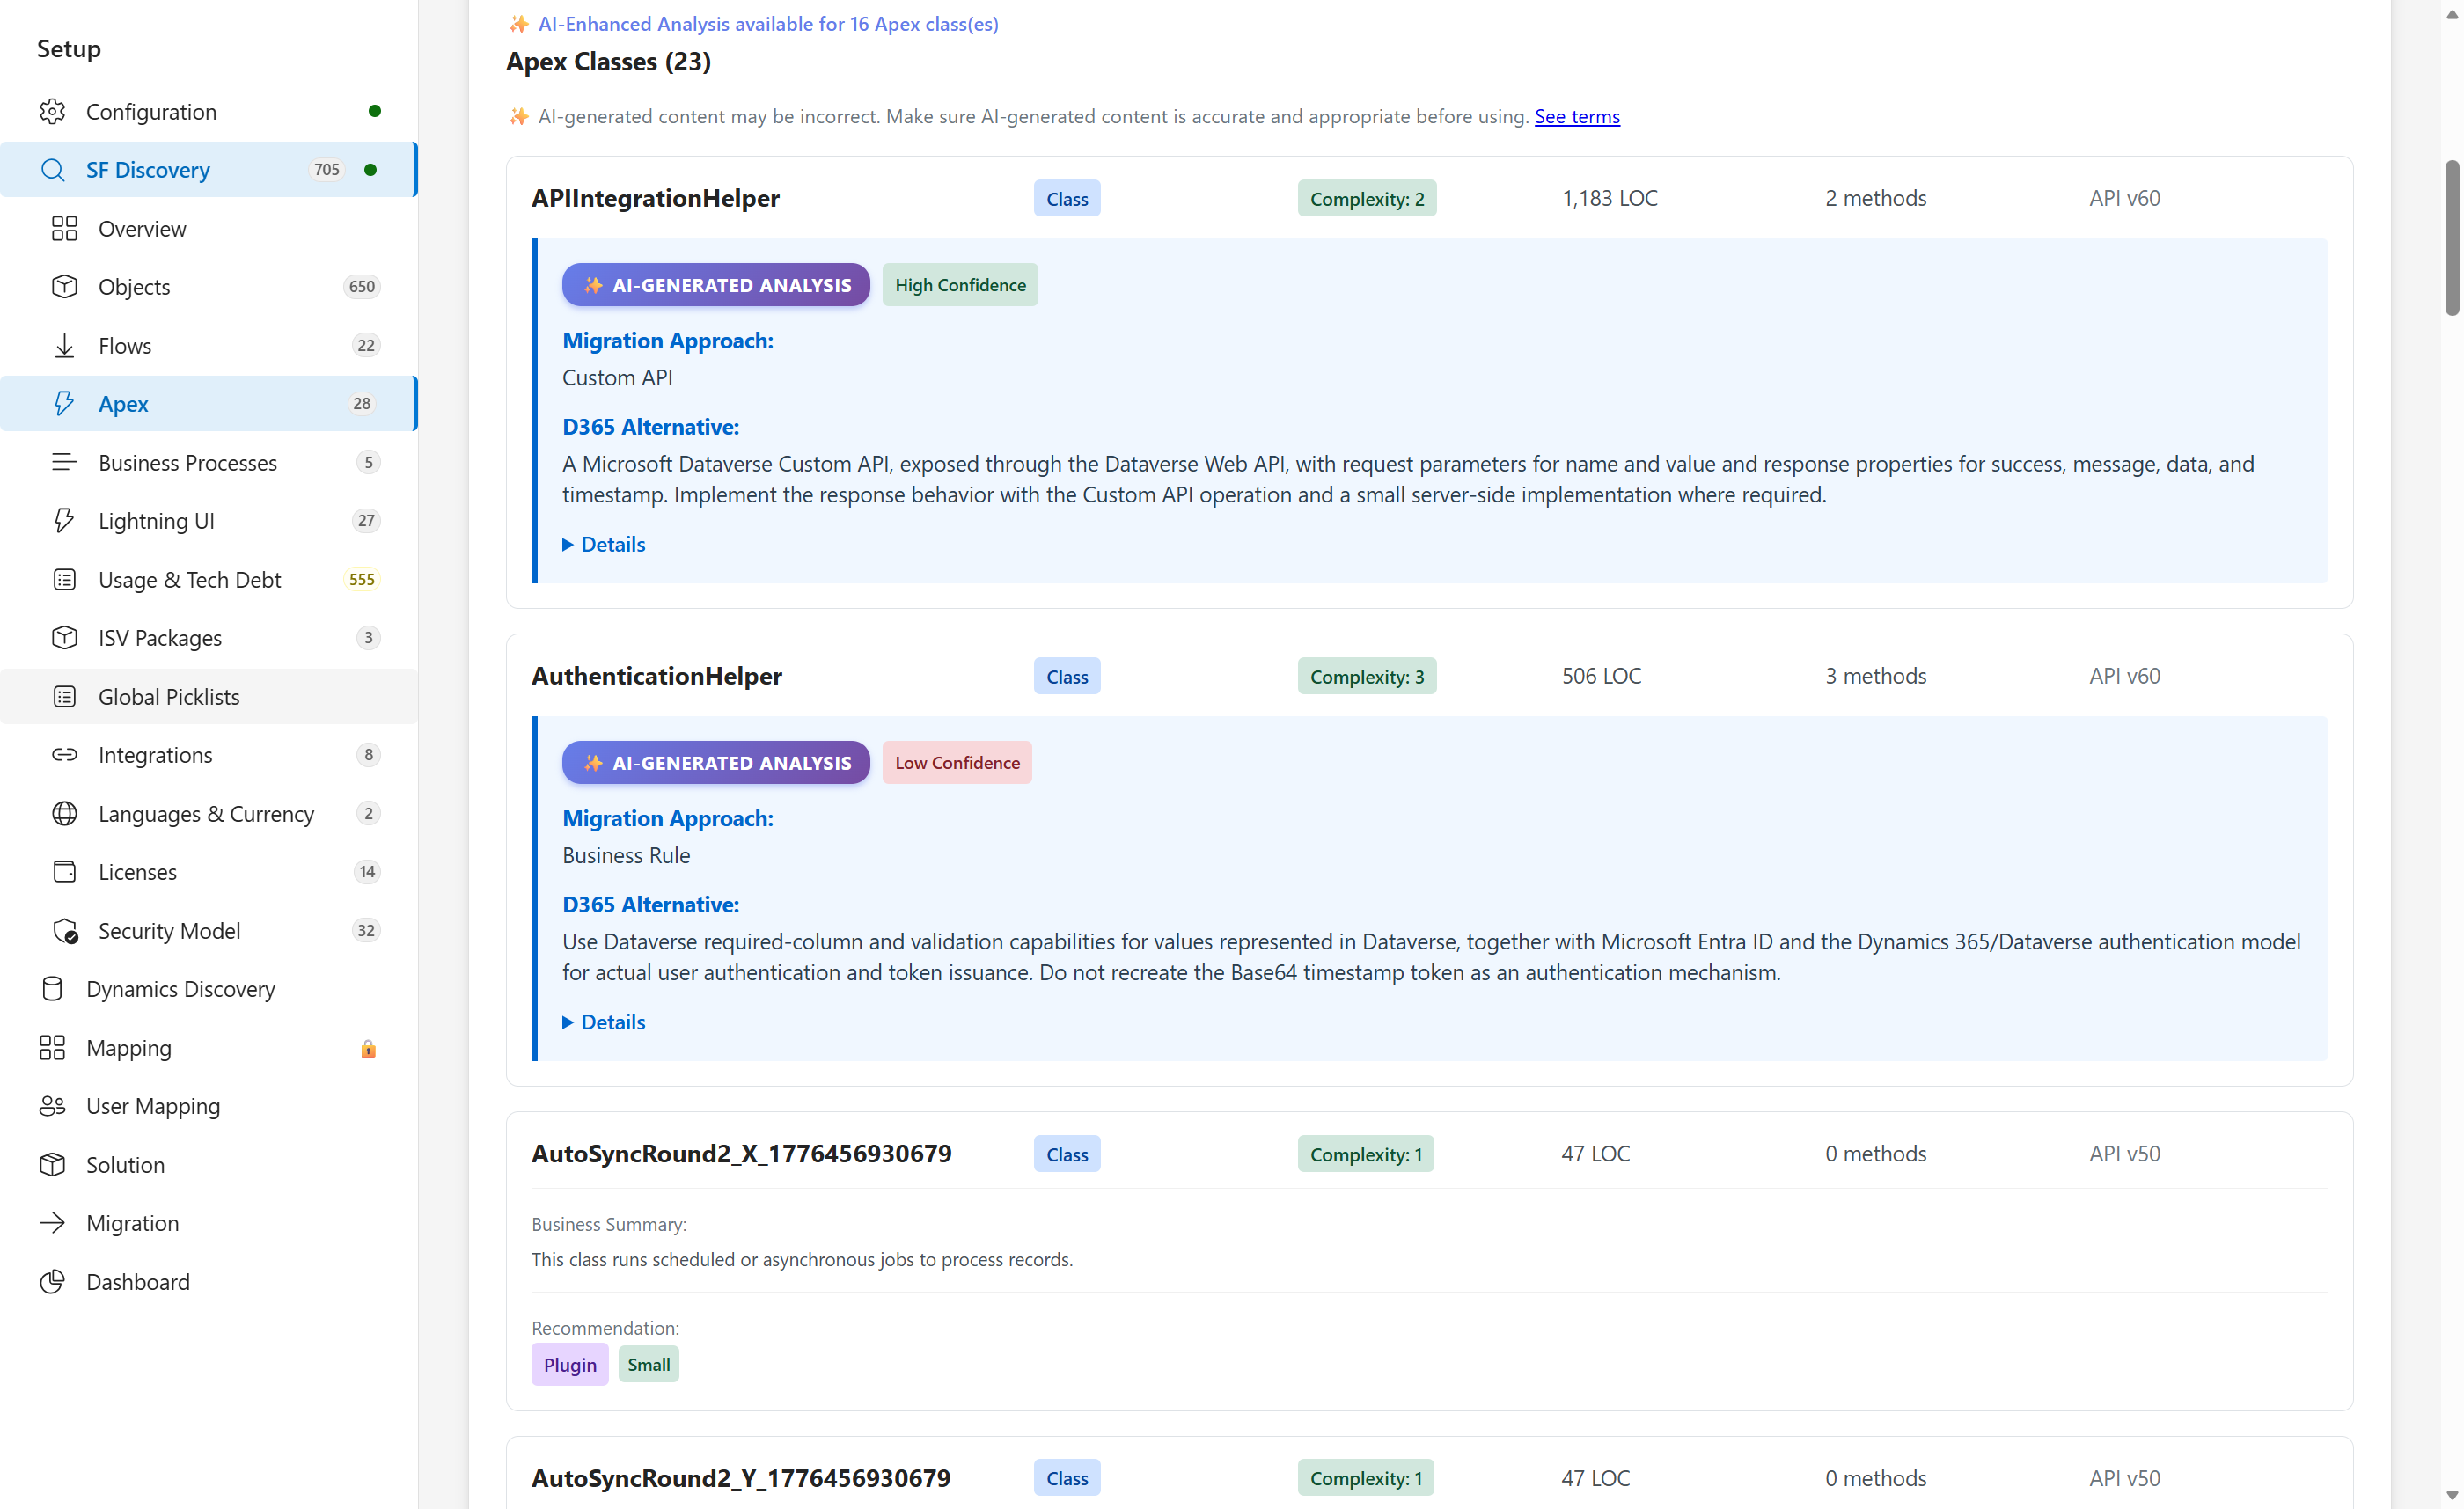 Setup
Configuration
SF Discovery 705
Overview
Objects 650
Flows 22
Apex 28
Business Processes 5
Lightning UI 27
Usage & Tech Debt 555
ISV Packages 3
Global Picklists
Integrations 8
Languages & Currency 2
Licenses 14
Security Model 32
Dynamics Discovery
Mapping
User Mapping
Solution
Migration
Dashboard
✨ AI-Enhanced Analysis available for 16 Apex class(es)
Apex Classes (23)
✨ AI-generated content may be incorrect. Make sure AI-generated content is accurate and appropriate before using. See terms
APIIntegrationHelper Class Complexity: 2 1,183 LOC 2 methods API v60
✨ AI-GENERATED ANALYSIS High Confidence
Migration Approach:
Custom API
D365 Alternative:
A Microsoft Dataverse Custom API, exposed through the Dataverse Web API, with request parameters for name and value and response properties for success, message, data, and
timestamp. Implement the response behavior with the Custom API operation and a small server-side implementation where required.
▶ Details
AuthenticationHelper Class Complexity: 3 506 LOC 3 methods API v60
✨ AI-GENERATED ANALYSIS Low Confidence
Migration Approach:
Business Rule
D365 Alternative:
Use Dataverse required-column and validation capabilities for values represented in Dataverse, together with Microsoft Entra ID and the Dynamics 365/Dataverse authentication model
for actual user authentication and token issuance. Do not recreate the Base64 timestamp token as an authentication mechanism.
▶ Details
AutoSyncRound2_X_1776456930679 Class Complexity: 1 47 LOC 0 methods API v50
Business Summary:
This class runs scheduled or asynchronous jobs to process records.
Recommendation:
Plugin Small
AutoSyncRound2_Y_1776456930679 Class Complexity: 1 47 LOC 0 methods API v50